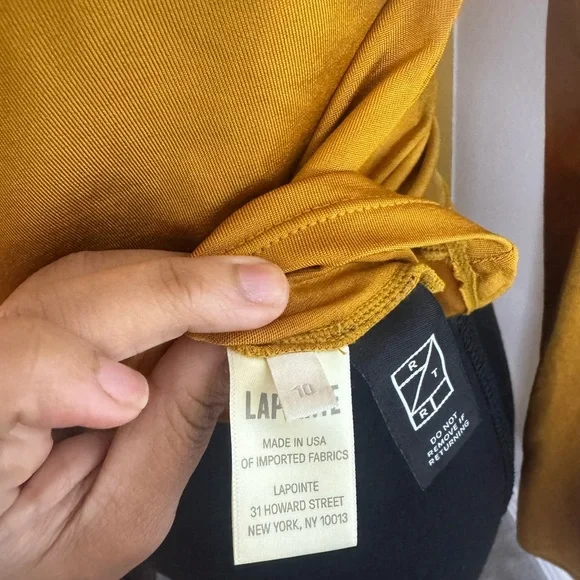 10
LAPOINTE
MADE IN USA
OF IMPORTED FABRICS
LAPOINTE
31 HOWARD STREET
NEW YORK, NY 10013
R
T
R
DO NOT
REMOVE IF
RETURNING